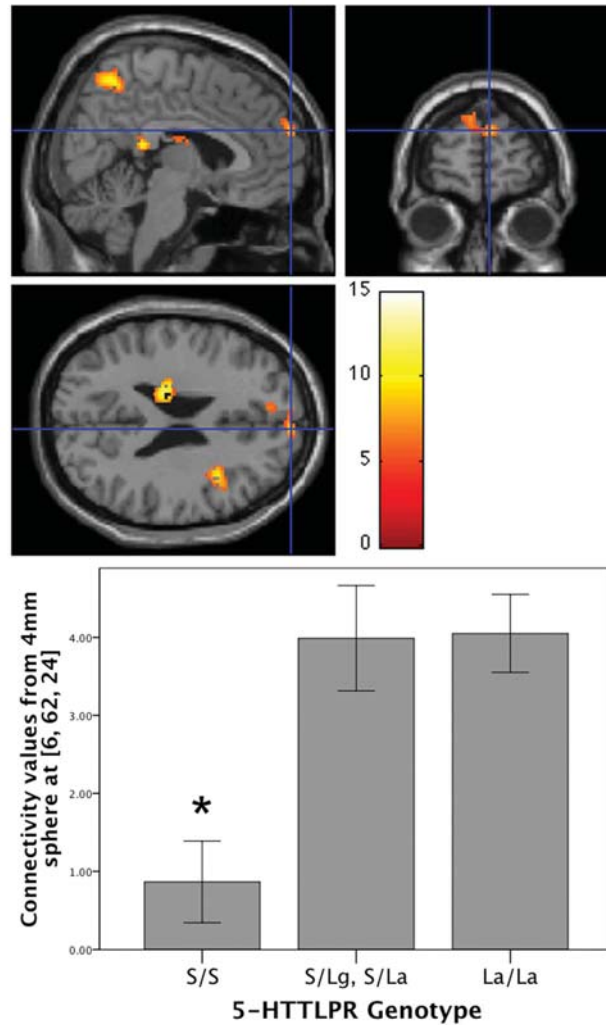 15
10
5
0
Connectivity values from 4mm
sphere at [6, 62, 24]
4.00
3.00
2.00
1.00
0.00
*
S/S
S/Lg, S/La
La/La
5-HTTLPR Genotype